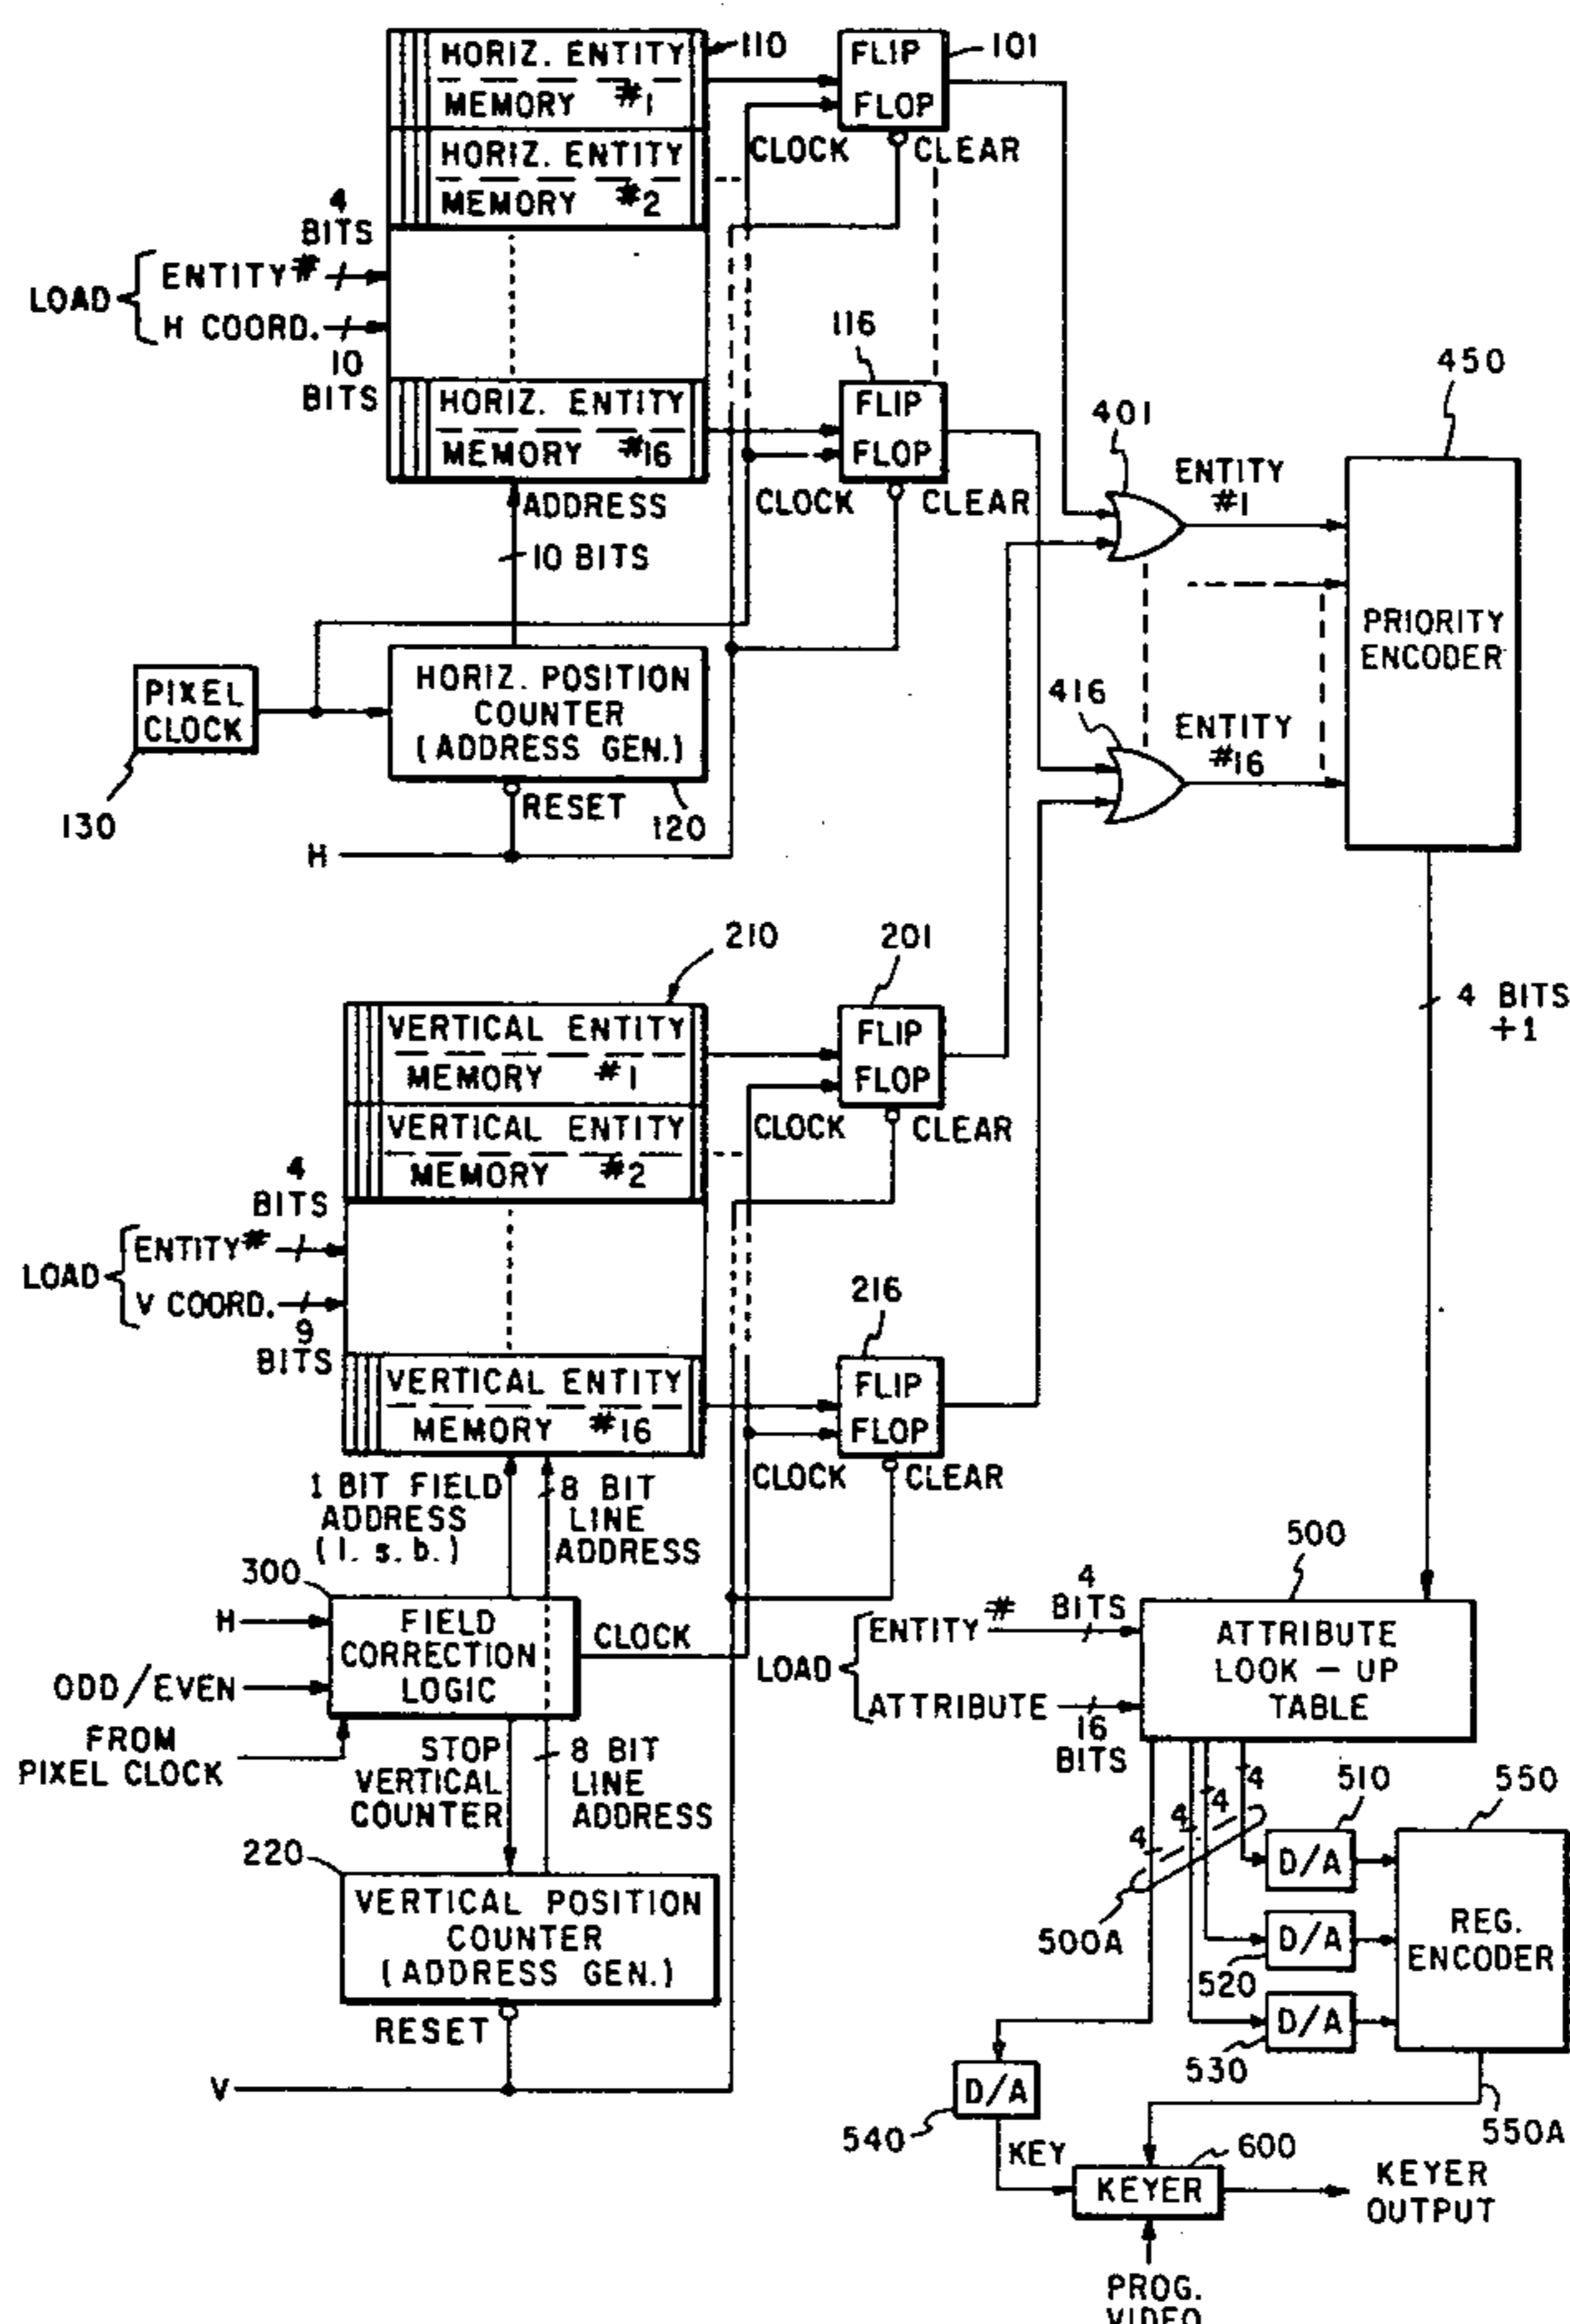 HORIZ. ENTITY
MEMORY #1
HORIZ. ENTITY
MEMORY #2
110
FLIP
FLOP
101
CLOCK
CLEAR
4
BITS
LOAD
ENTITY#
H COORD.
10
BITS
HORIZ. ENTITY
MEMORY #16
116
FLIP
FLOP
CLOCK
CLEAR
ADDRESS
10 BITS
401
ENTITY
#1
450
PRIORITY
ENCODER
416
ENTITY
#16
PIXEL
CLOCK
130
HORIZ. POSITION
COUNTER
(ADDRESS GEN.)
RESET
120
H
210
VERTICAL ENTITY
MEMORY #1
VERTICAL ENTITY
MEMORY #2
201
FLIP
FLOP
CLOCK
CLEAR
4 BITS
+1
4
BITS
LOAD
ENTITY#
V COORD.
9
BITS
VERTICAL ENTITY
MEMORY #16
216
FLIP
FLOP
CLOCK
CLEAR
1 BIT FIELD
ADDRESS
(l. s. b.)
8 BIT
LINE
ADDRESS
300
H
ODD/EVEN
FROM
PIXEL CLOCK
FIELD
CORRECTION
LOGIC
CLOCK
STOP
VERTICAL
COUNTER
8 BIT
LINE
ADDRESS
220
VERTICAL POSITION
COUNTER
(ADDRESS GEN.)
RESET
V
500
LOAD
ENTITY #
4
BITS
ATTRIBUTE
16
BITS
ATTRIBUTE
LOOK-UP
TABLE
4
4
4
4
500A
510
D/A
520
D/A
530
D/A
550
REG.
ENCODER
550A
D/A
540
KEY
600
KEYER
KEYER
OUTPUT
PROG.
VIDEO